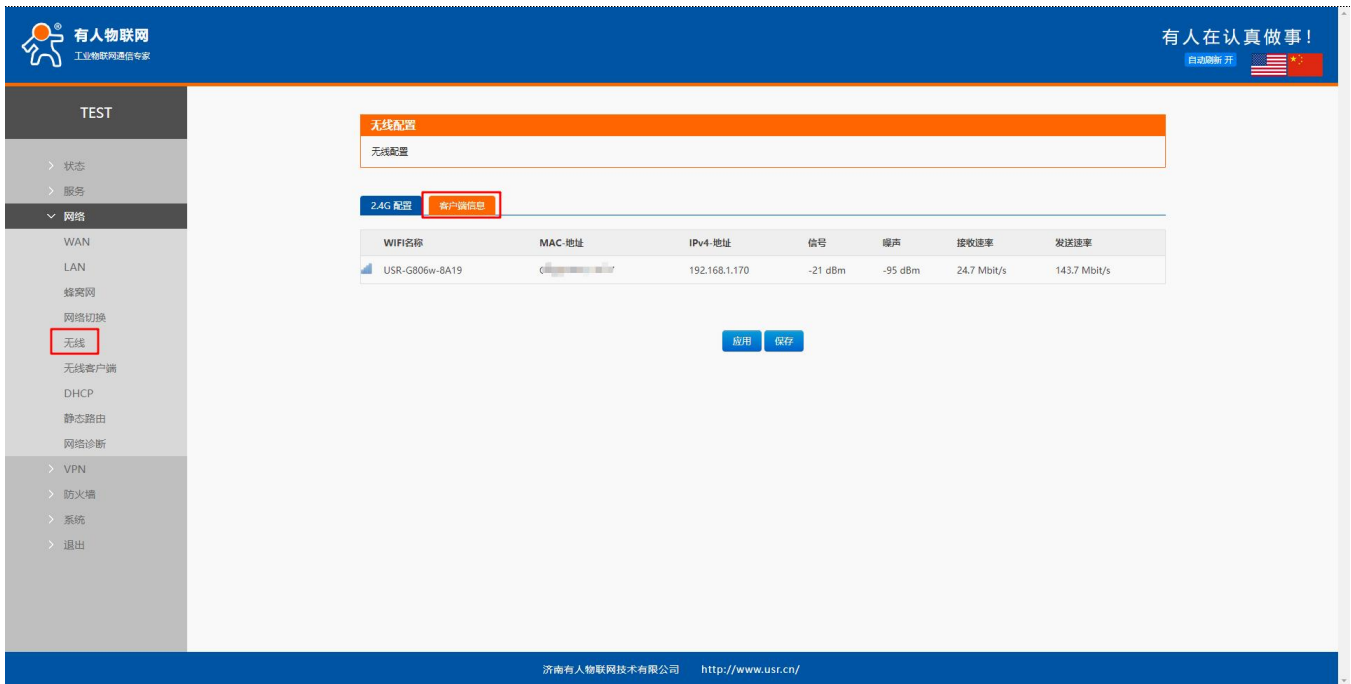 有人物联网
工业物联网通信专家
有人在认真做事!
自动刷新 开
TEST
状态
服务
网络
WAN
LAN
蜂窝网
网络切换
无线
无线客户端
DHCP
静态路由
网络诊断
VPN
防火墙
系统
退出
无线配置
无线配置
2.4G 配置 客户端信息
WIFI名称 MAC-地址 IPv4-地址 信号 噪声 接收速率 发送速率
USR-G806w-8A19 192.168.1.170 -21 dBm -95 dBm 24.7 Mbit/s 143.7 Mbit/s
应用 保存
济南有人物联网技术有限公司 http://www.usr.cn/